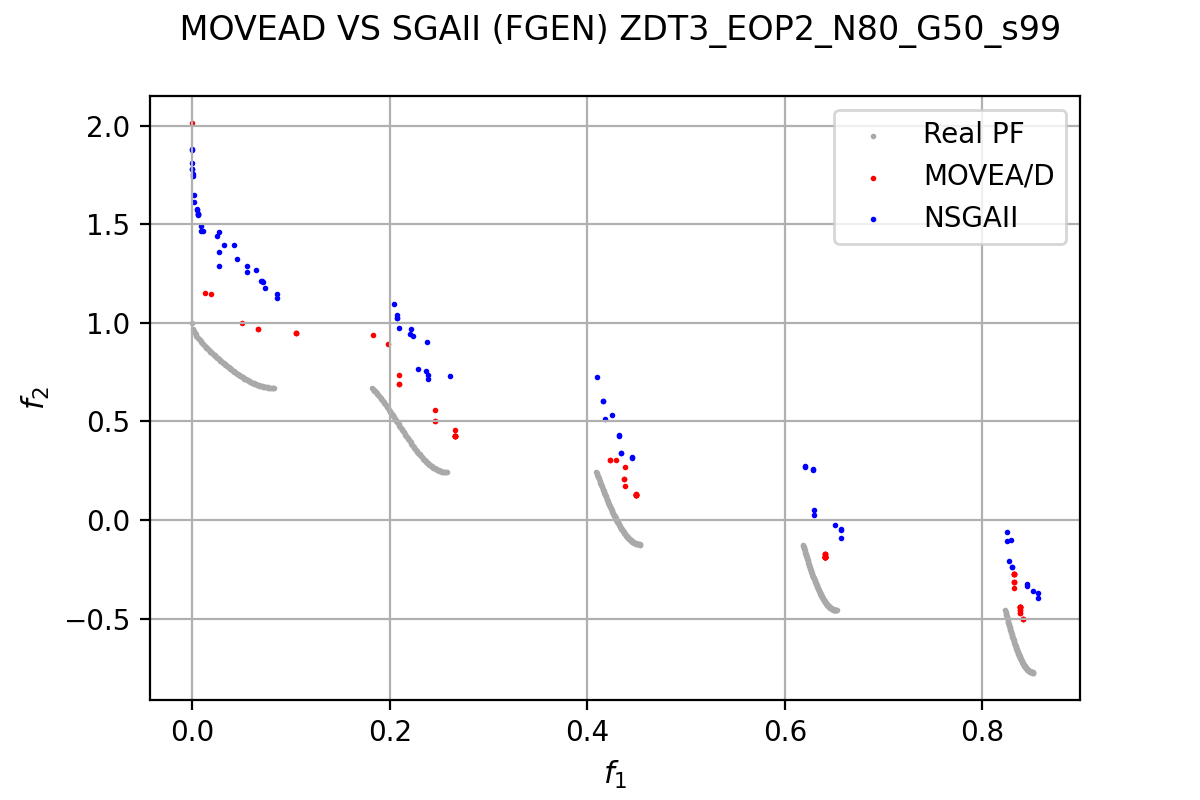 MOVEAD VS SGAII (FGEN) ZDT3_EOP2_N80_G50_s99
Real PF
MOVEA/D
NSGAII
2.0
1.5
1.0
0.5
0.0
−0.5
f2
0.0 0.2 0.4 0.6 0.8
f1